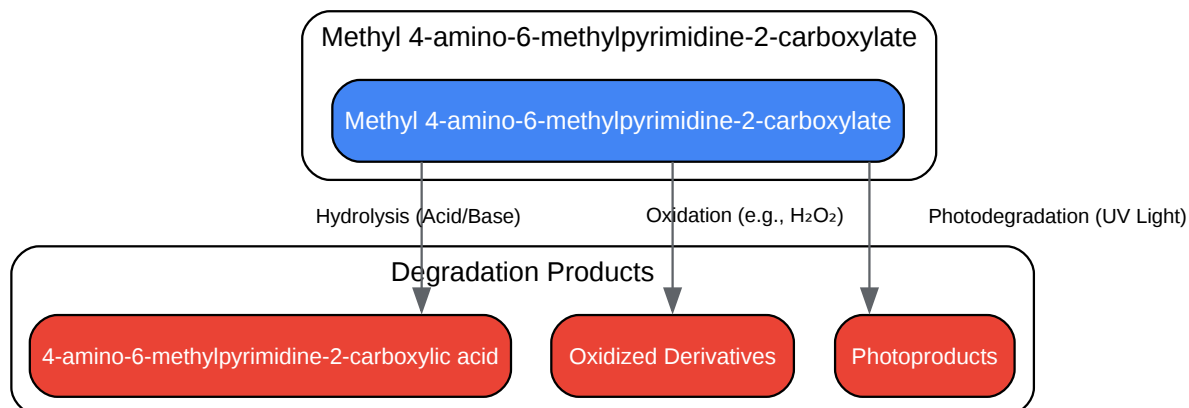 Methyl 4-amino-6-methylpyrimidine-2-carboxylate
Methyl 4-amino-6-methylpyrimidine-2-carboxylate
Hydrolysis (Acid/Base)
Oxidation (e.g., H₂O₂)
Photodegradation (UV Light)
Degradation Products
4-amino-6-methylpyrimidine-2-carboxylic acid
Oxidized Derivatives
Photoproducts